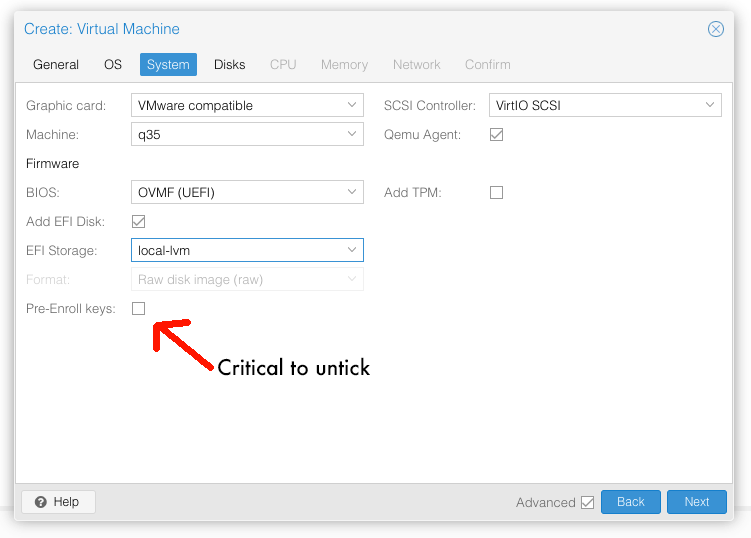 Create: Virtual Machine
General OS System Disks CPU Memory Network Confirm
Graphic card: VMware compatible SCSI Controller: VirtIO SCSI
Machine: q35 Qemu Agent:
Firmware
BIOS: OVMF (UEFI) Add TPM:
Add EFI Disk:
EFI Storage: local-lvm
Format: Raw disk image (raw)
Pre-Enroll keys:
Critical to untick
Help Advanced Back Next